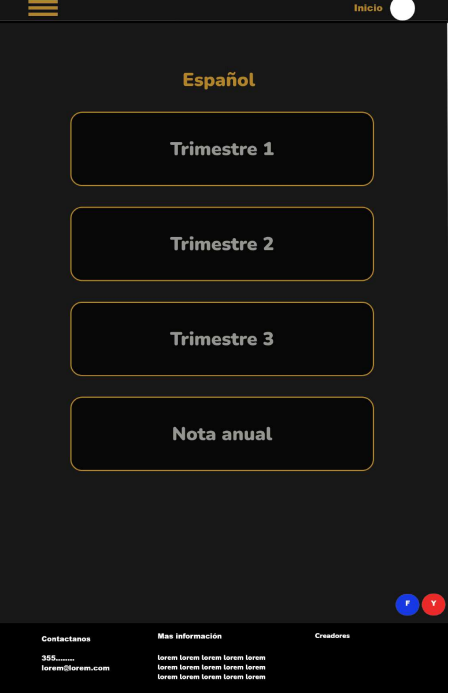 Inicio
Español
Trimestre 1
Trimestre 2
Trimestre 3
Nota anual
F Y
Contactanos
355........
lorem@lorem.com
Mas información
lorem lorem lorem lorem lorem
lorem lorem lorem lorem lorem
lorem lorem lorem lorem lorem
Creadores